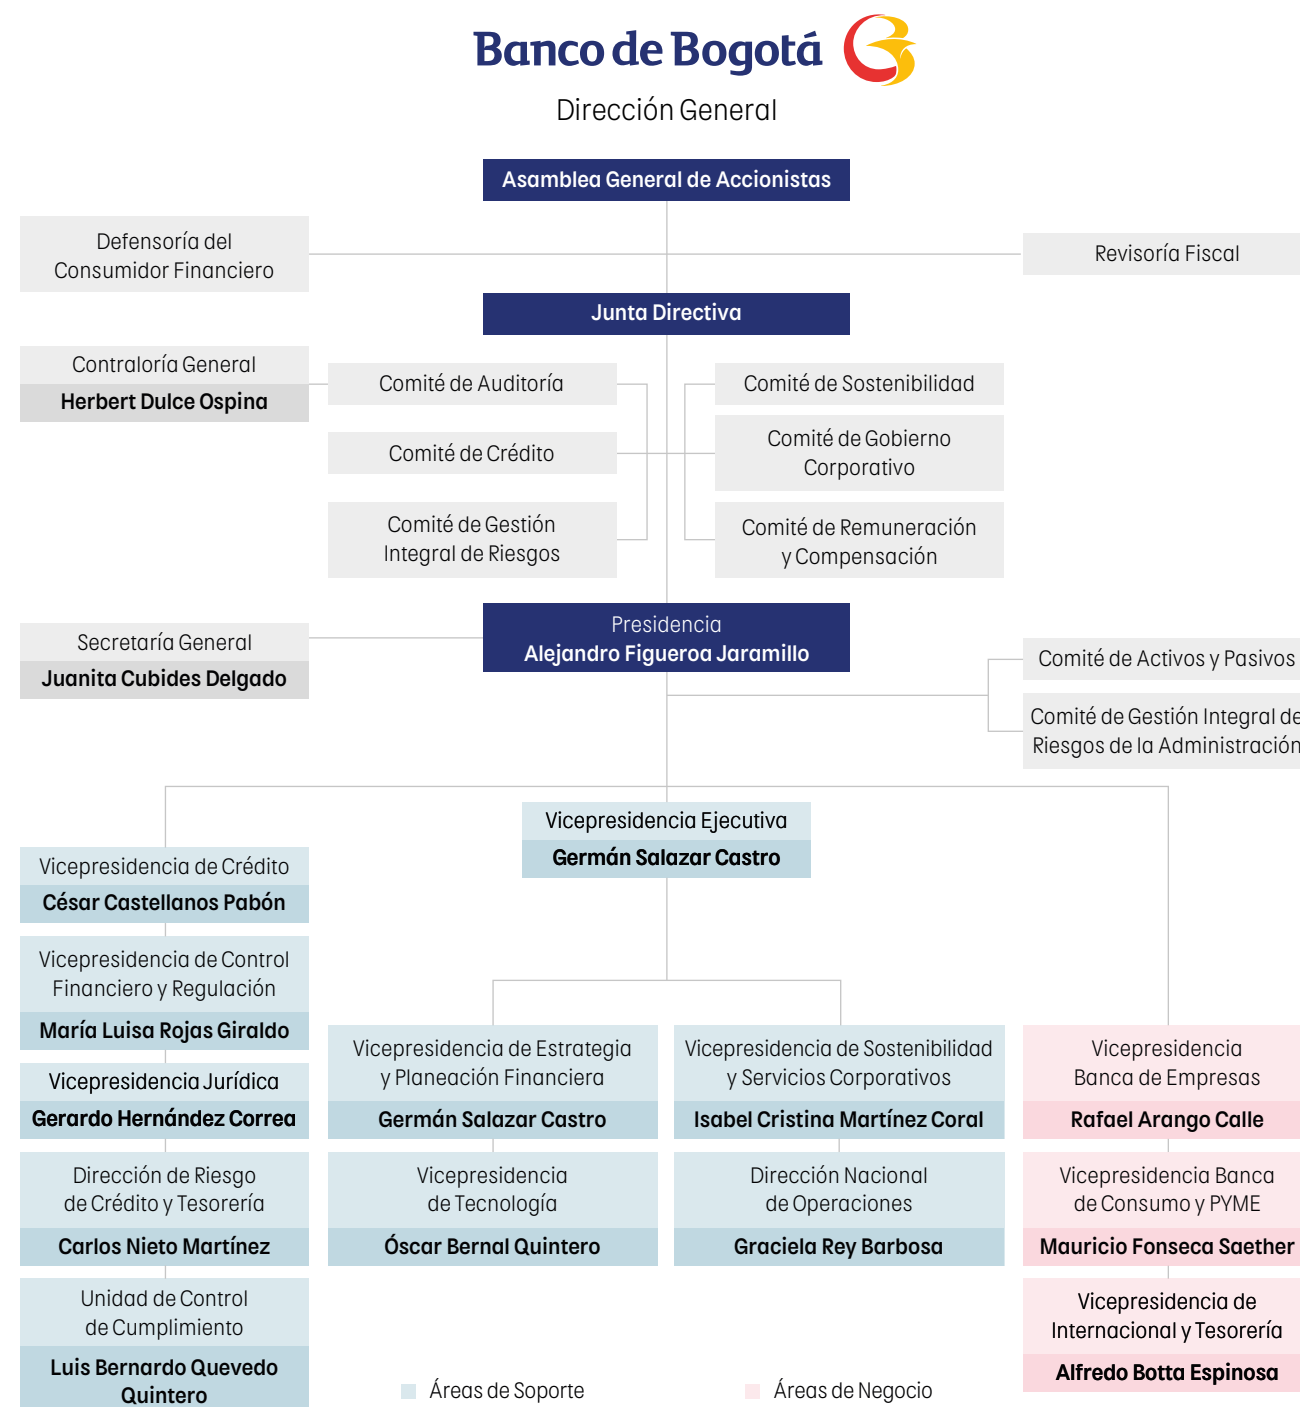 Banco de Bogotá
Dirección General
Asamblea General de Accionistas
Defensoría del
Consumidor Financiero
Revisoría Fiscal
Junta Directiva
Contraloría General
Herbert Dulce Ospina
Comité de Auditoría
Comité de Sostenibilidad
Comité de Crédito
Comité de Gobierno
Corporativo
Comité de Gestión
Integral de Riesgos
Comité de Remuneración
y Compensación
Presidencia
Alejandro Figueroa Jaramillo
Secretaría General
Juanita Cubides Delgado
Comité de Activos y Pasivos
Comité de Gestión Integral de
Riesgos de la Administración
Vicepresidencia Ejecutiva
Germán Salazar Castro
Vicepresidencia de Crédito
César Castellanos Pabón
Vicepresidencia de Control
Financiero y Regulación
María Luisa Rojas Giraldo
Vicepresidencia Jurídica
Gerardo Hernández Correa
Dirección de Riesgo
de Crédito y Tesorería
Carlos Nieto Martínez
Unidad de Control
de Cumplimiento
Luis Bernardo Quevedo
Quintero
Vicepresidencia de Estrategia
y Planeación Financiera
Germán Salazar Castro
Vicepresidencia
de Tecnología
Óscar Bernal Quintero
Vicepresidencia de Sostenibilidad
y Servicios Corporativos
Isabel Cristina Martínez Coral
Dirección Nacional
de Operaciones
Graciela Rey Barbosa
Vicepresidencia
Banca de Empresas
Rafael Arango Calle
Vicepresidencia Banca
de Consumo y PYME
Mauricio Fonseca Saether
Vicepresidencia de
Internacional y Tesorería
Alfredo Botta Espinosa
Áreas de Soporte
Áreas de Negocio